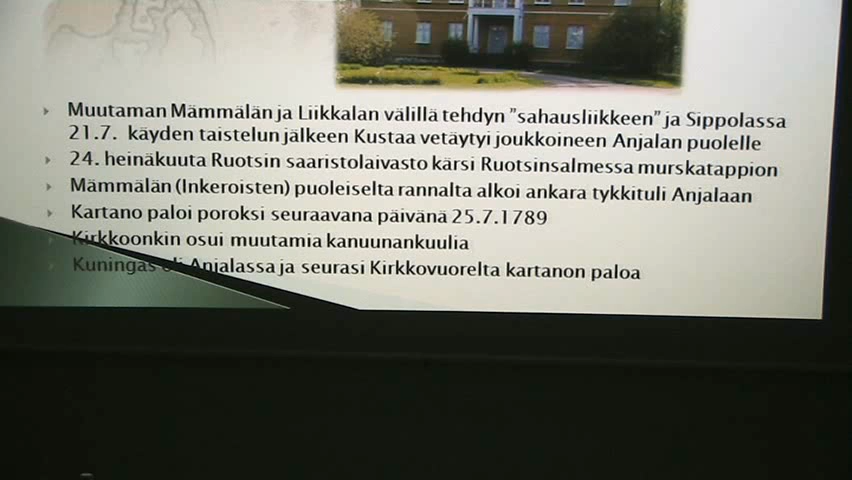 Muutaman Mämmälän ja Liikkalan välillä tehdyn ”sahausliikkeen” ja Sippolassa
21.7. käyden taistelun jälkeen Kustaa vetäytyi joukkoineen Anjalan puolelle
24. heinäkuuta Ruotsin saaristolaivasto kärsi Ruotsinsalmessa murskatappion
Mämmälän (Inkeroisten) puoleiselta rannalta alkoi ankara tykkituli Anjalaan
Kartano paloi poroksi seuraavana päivänä 25.7.1789
Kirkkoonkin osui muutamia kanuunankuulia
Kuningas oli Anjalassa ja seurasi Kirkkovuorelta kartanon paloa